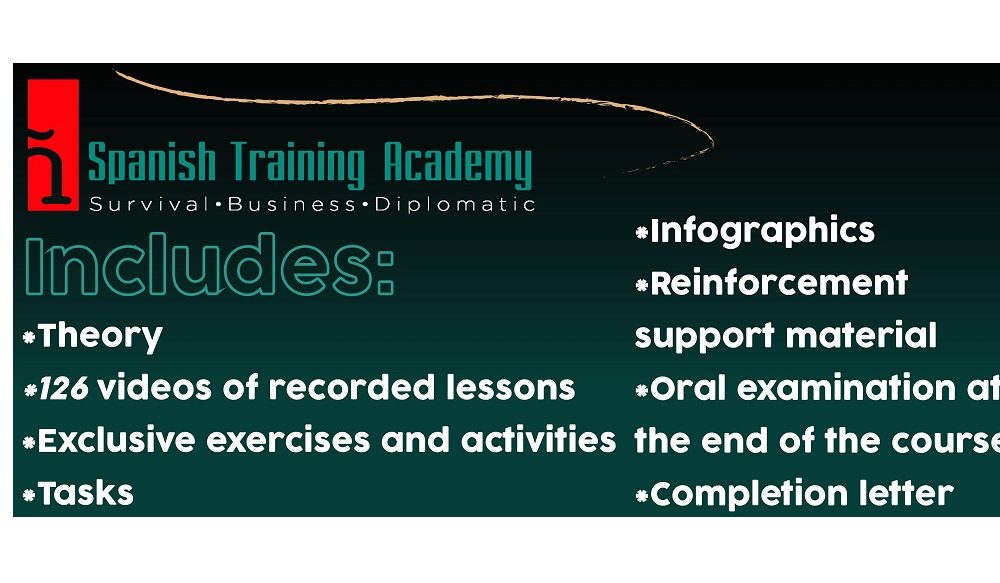 ñ
Spanish Training Academy
Survival•Business•Diplomatic
Includes:
*Theory
*126 videos of recorded lessons
*Exclusive exercises and activities
*Tasks
*Infographics
*Reinforcement
support material
*Oral examination at
the end of the course
*Completion letter